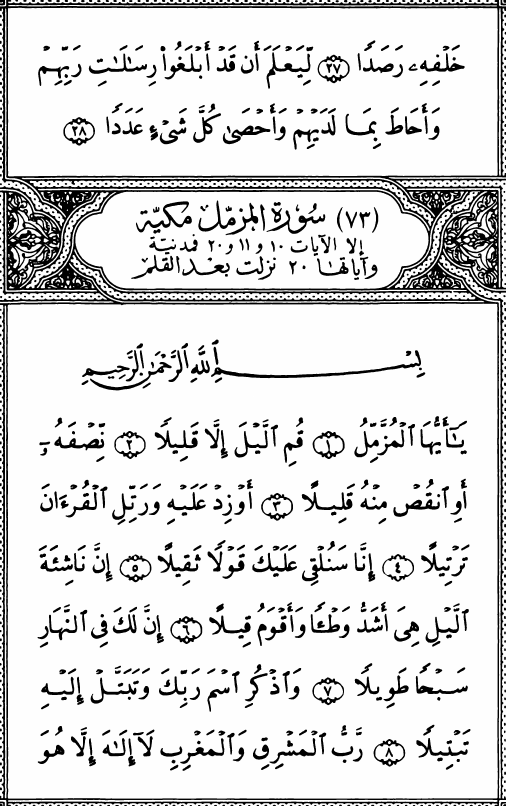 خَلْفِهِۦ رَصَدًا ٢٧ لِّيَعْلَمَ أَن قَدْ أَبْلَغُوا۟ رِسَٰلَٰتِ رَبِّهِمْ
وَأَحَاطَ بِمَا لَدَيْهِمْ وَأَحْصَىٰ كُلَّ شَىْءٍ عَدَدًۢا ٢٨
(٧٣) سُورَة المزمّل مكيّة
إلا الآيات ١٠ و ١١ و ٢٠ فمدنية
وآياتها ٢٠ نزلت بعد القلم
بِسْمِ ٱللَّهِ ٱلرَّحْمَٰنِ ٱلرَّحِيمِ
يَٰٓأَيُّهَا ٱلْمُزَّمِّلُ ١ قُمِ ٱلَّيْلَ إِلَّا قَلِيلًا ٢ نِّصْفَهُۥٓ
أَوِ ٱنقُصْ مِنْهُ قَلِيلًا ٣ أَوْ زِدْ عَلَيْهِ وَرَتِّلِ ٱلْقُرْءَانَ
تَرْتِيلًا ٤ إِنَّا سَنُلْقِى عَلَيْكَ قَوْلًا ثَقِيلًا ٥ إِنَّ نَاشِئَةَ
ٱلَّيْلِ هِىَ أَشَدُّ وَطْـًٔا وَأَقْوَمُ قِيلًا ٦ إِنَّ لَكَ فِى ٱلنَّهَارِ
سَبْحًا طَوِيلًا ٧ وَٱذْكُرِ ٱسْمَ رَبِّكَ وَتَبَتَّلْ إِلَيْهِ
تَبْتِيلًا ٨ رَّبُّ ٱلْمَشْرِقِ وَٱلْمَغْرِبِ لَآ إِلَٰهَ إِلَّا هُوَ